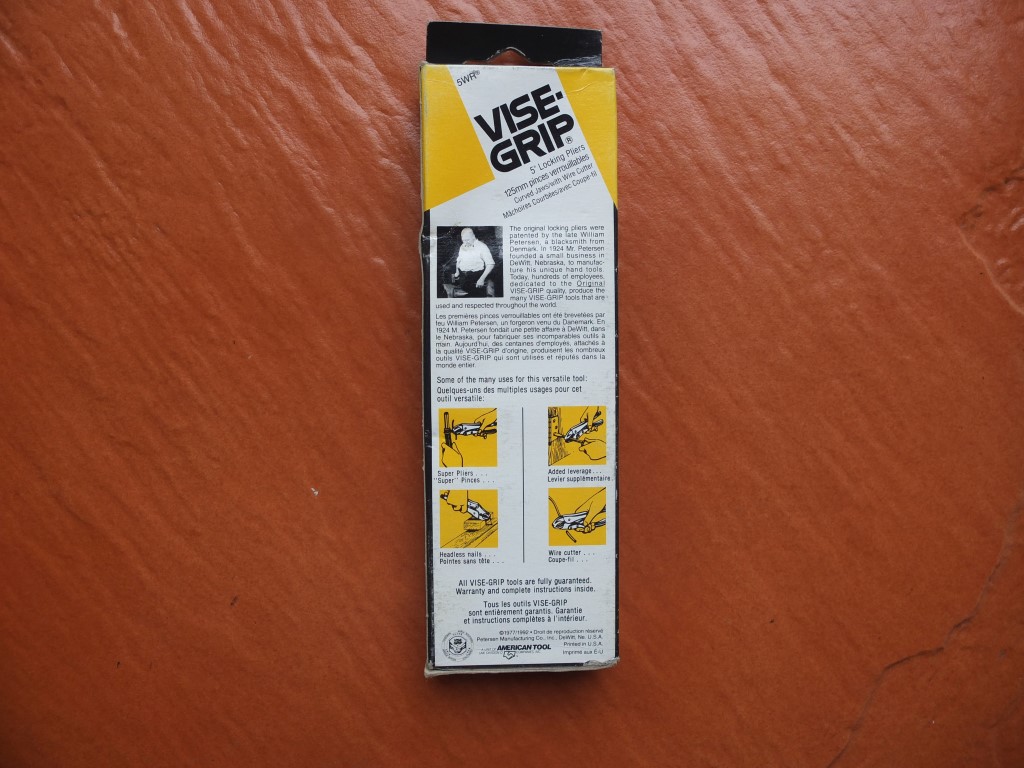 5WR®
VISE-
GRIP®
5" Locking Pliers
125mm pinces verrouillables
Curved Jaws/with Wire Cutter
Mâchoires Courbées/avec Coupe-fil
The original locking pliers were
patented by the late William
Petersen, a blacksmith from
Denmark. In 1924 Mr. Petersen
founded a small business in
DeWitt, Nebraska, to manufac-
ture his unique hand tools.
Today, hundreds of employees,
dedicated to the Original
VISE-GRIP quality, produce the
many VISE-GRIP tools that are
used and respected throughout the world.
Les premières pinces verrouillables ont été brevetées par
feu William Petersen, un forgeron venu du Danemark. En
1924 M. Petersen fondait une petite affaire à DeWitt, dans
le Nebraska, pour fabriquer ses incomparables outils à
main. Aujourd'hui, des centaines d'employés, attachés à
la qualité VISE-GRIP d'origine, produisent les nombreux
outils VISE-GRIP qui sont utilisés et réputés dans la
monde entier.
Some of the many uses for this versatile tool:
Quelques-uns des multiples usages pour cet
outil versatile:
Super Pliers . . .
"Super" Pinces . . .
Added leverage. . . .
Levier supplémentaire.
Headless nails . . .
Pointes sans tête . . .
Wire cutter . . .
Coupe-fil . . .
All VISE-GRIP tools are fully guaranteed.
Warranty and complete instructions inside.
Tous les outils VISE-GRIP
sont entièrement garantis. Garantie
et instructions complètes à l'intérieur.
©1977/1992 • Droit de reproduction réservé
Petersen Manufacturing Co., Inc., DeWitt, Ne. U.S.A.
Printed in U.S.A.
AMERICAN TOOL
Imprimé aux É-U